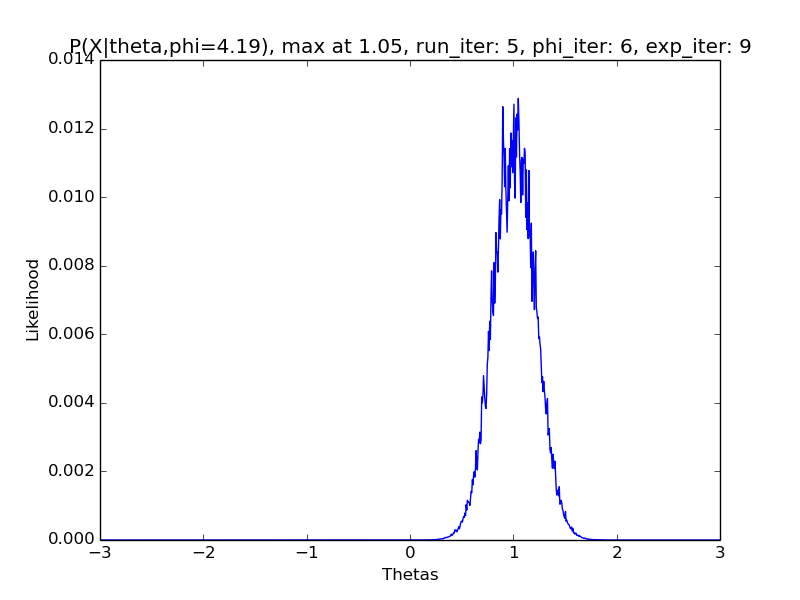 P(X|theta,phi=4.19), max at 1.05, run_iter: 5, phi_iter: 6, exp_iter: 9
0.014
0.012
0.010
0.008
0.006
0.004
0.002
0.000
Likelihood
−3 −2 −1 0 1 2 3
Thetas